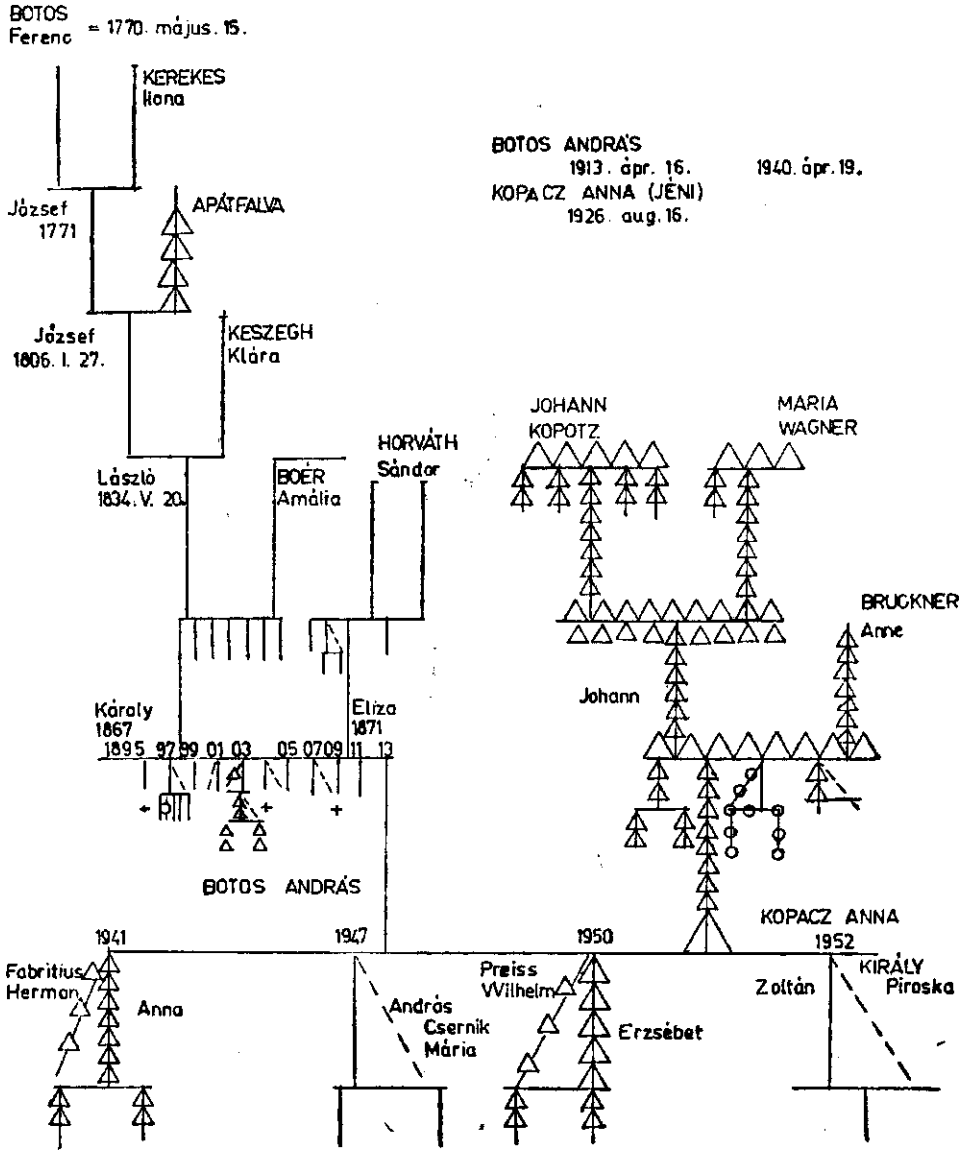 BOTOS
Ferenc = 1770. május. 15.
KEREKES
Ilona
BOTOS ANDRÁS
1913. ápr. 16. 1940. ápr. 19.
KOPACZ ANNA (JÉNI)
1926. aug. 16.
József
1771
APÁTFALVA
József
1806. I. 27.
KESZEGH
Klára
JOHANN
KOPOTZ
MARIA
WAGNER
László
1834. V. 20.
BOÉR
Amália
HORVÁTH
Sándor
BRUCKNER
Anne
Johann
Károly
1867
Elíza
1871
1895 97 99 01 03 05 07 09 11 13
BOTOS ANDRÁS
KOPACZ ANNA
1941 1947 1950 1952
Fabritius
Herman
Anna
András
Csernik
Mária
Preiss
Wilhelm
Erzsébet
Zoltán
KIRÁLY
Piroska